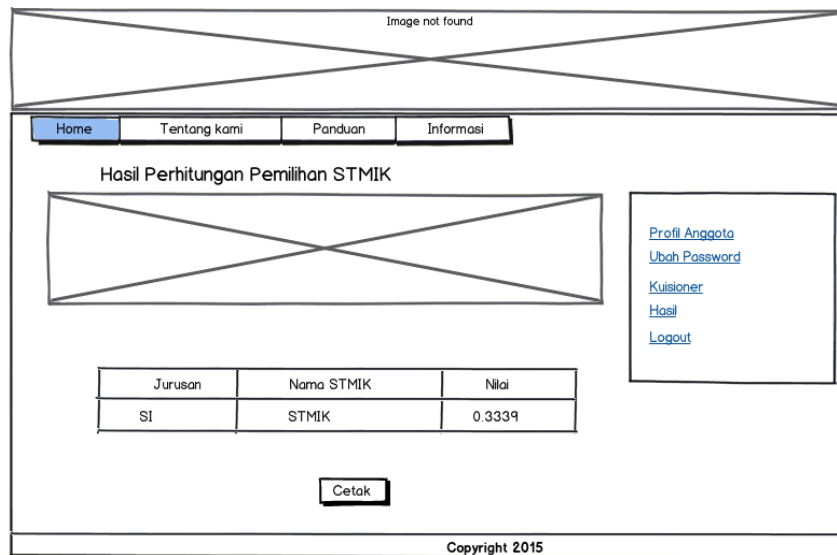 Image not found
Home Tentang kami Panduan Informasi
Hasil Perhitungan Pemilihan STMIK
Profil Anggota
Ubah Password
Kuisioner
Hasil
Logout
Jurusan Nama STMIK Nilai
SI STMIK 0.3339
Cetak
Copyright 2015